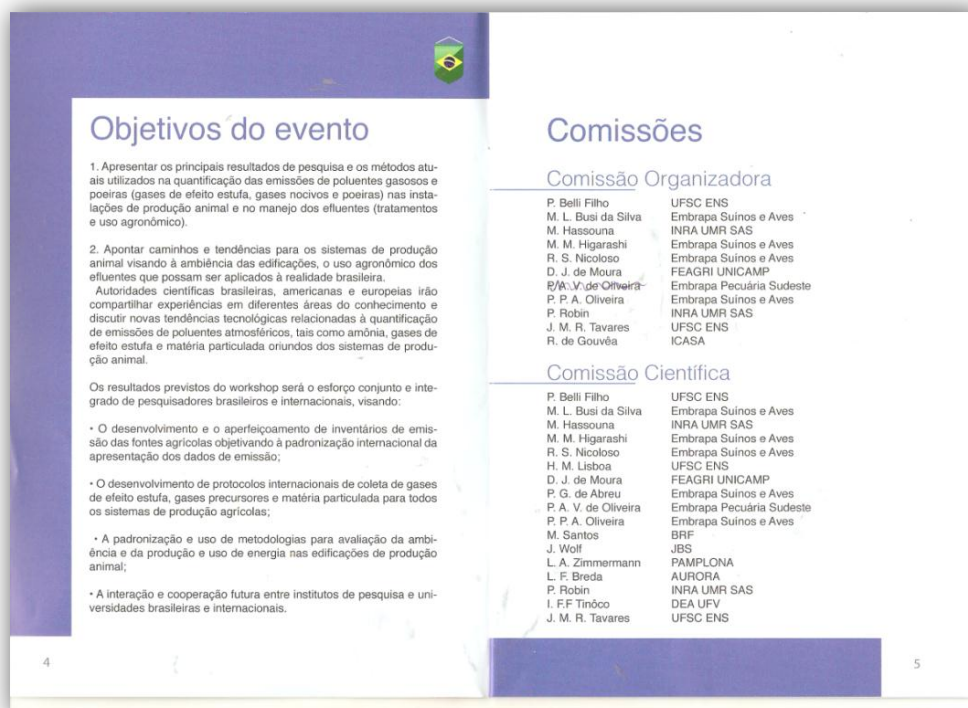 Objetivos do evento
1. Apresentar os principais resultados de pesquisa e os métodos atu-
ais utilizados na quantificação das emissões de poluentes gasosos e
poeiras (gases de efeito estufa, gases nocivos e poeiras) nas insta-
lações de produção animal e no manejo dos efluentes (tratamentos
e uso agronômico).
2. Apontar caminhos e tendências para os sistemas de produção
animal visando à ambiência das edificações, o uso agronômico dos
efluentes que possam ser aplicados à realidade brasileira.
Autoridades científicas brasileiras, americanas e europeias irão
compartilhar experiências em diferentes áreas do conhecimento e
discutir novas tendências tecnológicas relacionadas à quantificação
de emissões de poluentes atmosféricos, tais como amônia, gases de
efeito estufa e matéria particulada oriundos dos sistemas de produ-
ção animal.
Os resultados previstos do workshop será o esforço conjunto e inte-
grado de pesquisadores brasileiros e internacionais, visando:
• O desenvolvimento e o aperfeiçoamento de inventários de emis-
são das fontes agrícolas objetivando à padronização internacional da
apresentação dos dados de emissão;
• O desenvolvimento de protocolos internacionais de coleta de gases
de efeito estufa, gases precursores e matéria particulada para todos
os sistemas de produção agrícolas;
• A padronização e uso de metodologias para avaliação da ambi-
ência e da produção e uso de energia nas edificações de produção
animal;
• A interação e cooperação futura entre institutos de pesquisa e uni-
versidades brasileiras e internacionais.
4
Comissões
Comissão Organizadora
P. Belli Filho UFSC ENS
M. L. Busi da Silva Embrapa Suínos e Aves
M. Hassouna INRA UMR SAS
M. M. Higarashi Embrapa Suínos e Aves
R. S. Nicoloso Embrapa Suínos e Aves
D. J. de Moura FEAGRI UNICAMP
P. A. V. de Oliveira Embrapa Pecuária Sudeste
P. P. A. Oliveira Embrapa Suínos e Aves
P. Robin INRA UMR SAS
J. M. R. Tavares UFSC ENS
R. de Gouvêa ICASA
Comissão Científica
P. Belli Filho UFSC ENS
M. L. Busi da Silva Embrapa Suínos e Aves
M. Hassouna INRA UMR SAS
M. M. Higarashi Embrapa Suínos e Aves
R. S. Nicoloso Embrapa Suínos e Aves
H. M. Lisboa UFSC ENS
D. J. de Moura FEAGRI UNICAMP
P. G. de Abreu Embrapa Suínos e Aves
P. A. V. de Oliveira Embrapa Pecuária Sudeste
P. P. A. Oliveira Embrapa Suínos e Aves
M. Santos BRF
J. Wolf JBS
L. A. Zimmermann PAMPLONA
L. F. Breda AURORA
P. Robin INRA UMR SAS
I. F.F Tinôco DEA UFV
J. M. R. Tavares UFSC ENS
5